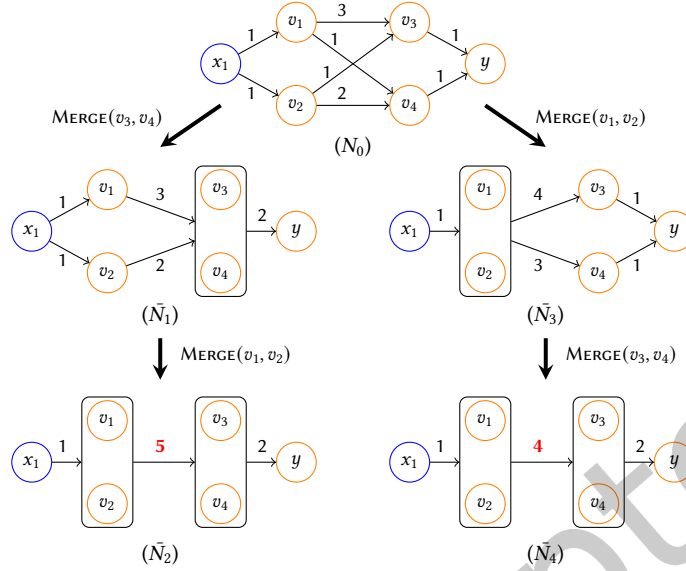 v₁ 3 v₃
1 1 1
x₁ y
1 1 1
v₂ 2 v₄
MERGE(v₃, v₄) (N₀) MERGE(v₁, v₂)
v₁ 3 v₃ v₁ 4 v₃
1 2 1 1
x₁ y x₁ y
1 2 3 1
v₂ v₄ v₂ v₄
(N̄₁) (N̄₃)
MERGE(v₁, v₂) MERGE(v₃, v₄)
v₁ v₃ v₁ v₃
x₁ 1 5 2 y x₁ 1 4 2 y
v₂ v₄ v₂ v₄
(N̄₂) (N̄₄)